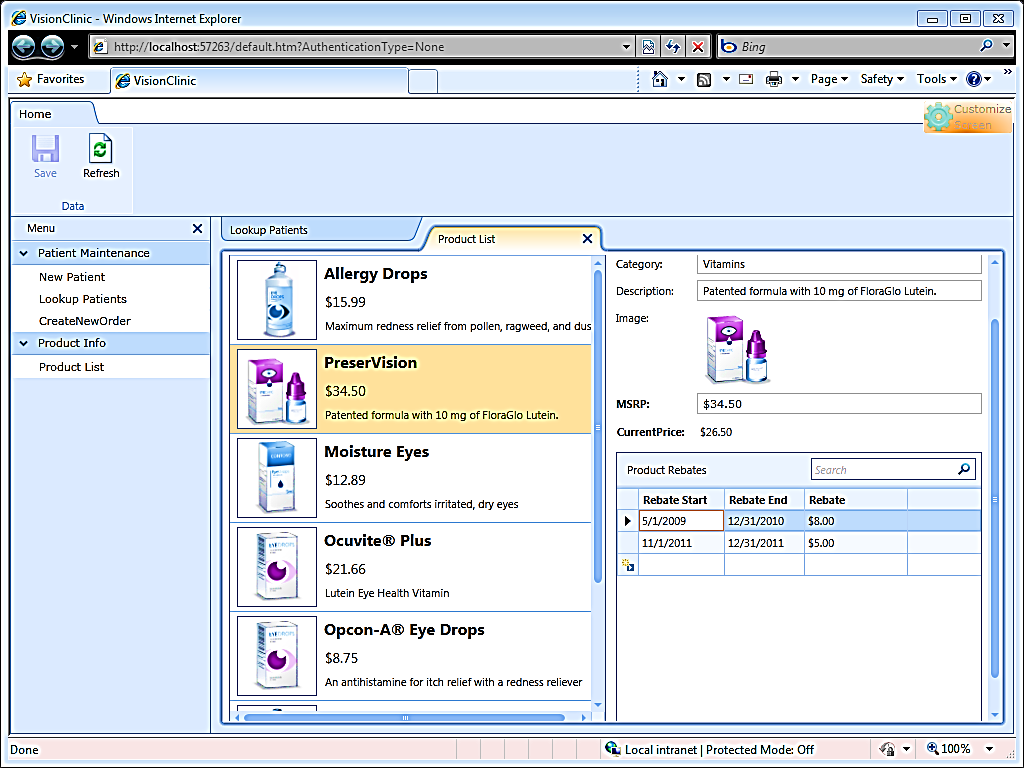 VisionClinic - Windows Internet Explorer
http://localhost:57263/default.htm?AuthenticationType=None
Bing
Favorites
VisionClinic
Page
Safety
Tools
Home
Customize
Screen
Save
Refresh
Data
Menu
Patient Maintenance
New Patient
Lookup Patients
CreateNewOrder
Product Info
Product List
Lookup Patients
Product List
Allergy Drops
$15.99
Maximum redness relief from pollen, ragweed, and dus
PreserVision
$34.50
Patented formula with 10 mg of FloraGlo Lutein.
Moisture Eyes
$12.89
Soothes and comforts irritated, dry eyes
Ocuvite® Plus
$21.66
Lutein Eye Health Vitamin
Opcon-A® Eye Drops
$8.75
An antihistamine for itch relief with a redness reliever
Category: Vitamins
Description: Patented formula with 10 mg of FloraGlo Lutein.
Image:
MSRP: $34.50
CurrentPrice: $26.50
Product Rebates Search
Rebate Start Rebate End Rebate
5/1/2009 12/31/2010 $8.00
11/1/2011 12/31/2011 $5.00
Done
Local intranet | Protected Mode: Off
100%